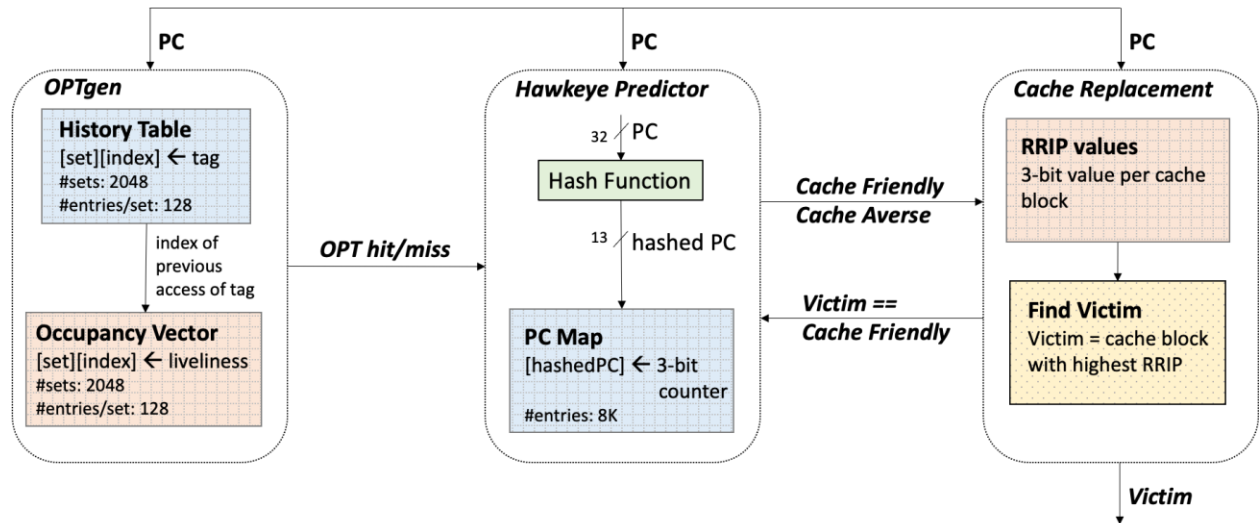 PC
PC
PC
OPTgen
History Table
[set][index] ← tag
#sets: 2048
#entries/set: 128
index of
previous
access of tag
Occupancy Vector
[set][index] ← liveliness
#sets: 2048
#entries/set: 128
OPT hit/miss
Hawkeye Predictor
32 PC
Hash Function
13 hashed PC
PC Map
[hashedPC] ← 3-bit
counter
#entries: 8K
Cache Friendly
Cache Averse
Victim ==
Cache Friendly
Cache Replacement
RRIP values
3-bit value per cache
block
Find Victim
Victim = cache block
with highest RRIP
Victim